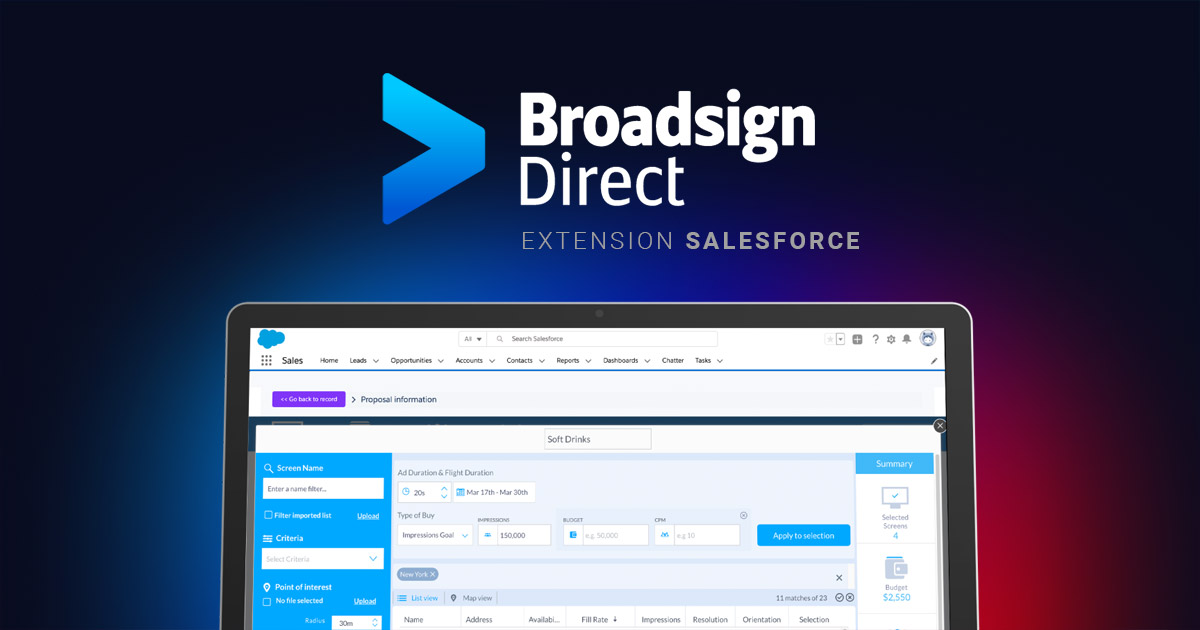 Broadsign
Direct
EXTENSION SALESFORCE
All
Search Salesforce
Sales Home Leads Opportunities Accounts Contacts Reports Dashboards Chatter Tasks
<< Go back to record > Proposal information
Soft Drinks
Screen Name
Enter a name filter...
Filter imported list Upload
Criteria
Select Criteria
Point of interest
No file selected Upload
Radius 30m
Ad Duration & Flight Duration
20s Mar 17th - Mar 30th
Type of Buy IMPRESSIONS BUDGET CPM
Impressions Goal 150,000 e.g. 50,000 e.g 10 Apply to selection
New York X
List view Map view 11 matches of 23
Name Address Availabi... Fill Rate Impressions Resolution Orientation Selection
Summary
Selected
Screens
4
Budget
$2,550